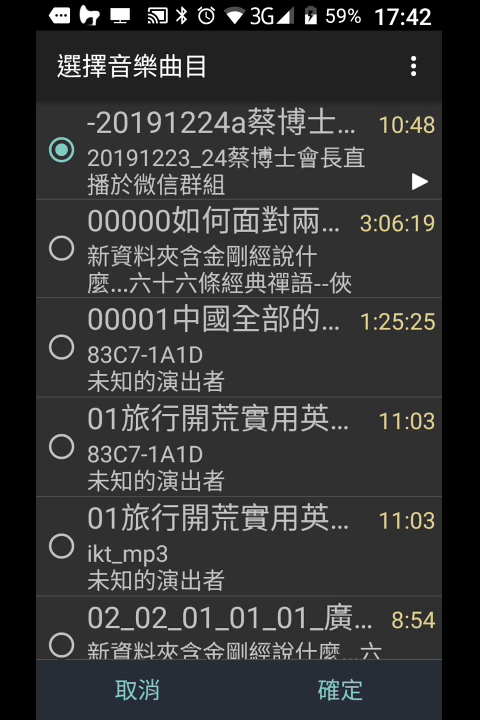 3G 59% 17:42
選擇音樂曲目
-20191224a蔡博士... 10:48
20191223_24蔡博士會長直
播於微信群組
00000如何面對兩... 3:06:19
新資料夾含金剛經說什
麼...六十六條經典禪語--俠
00001中國全部的... 1:25:25
83C7-1A1D
未知的演出者
01旅行開荒實用英... 11:03
83C7-1A1D
未知的演出者
01旅行開荒實用英... 11:03
ikt_mp3
未知的演出者
02_02_01_01_01_廣... 8:54
新資料夾含金剛經說什麼...六
取消 確定